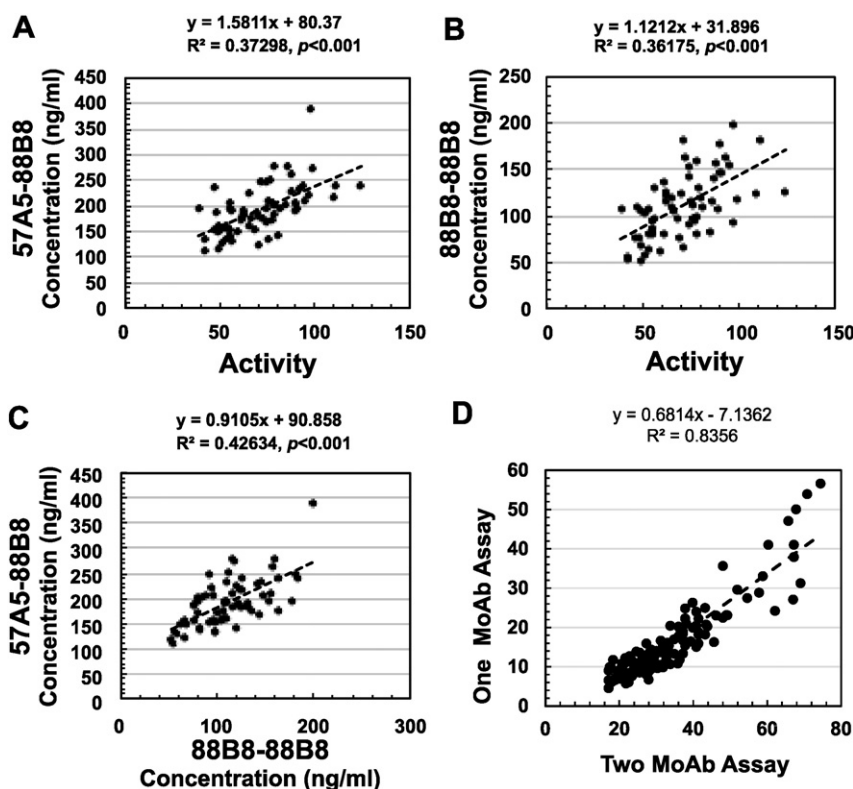 A
y = 1.5811x + 80.37
R² = 0.37298, p<0.001
57A5-88B8
Concentration (ng/ml)
450
400
350
300
250
200
150
100
50
0
0 50 100 150
Activity
B
y = 1.1212x + 31.896
R² = 0.36175, p<0.001
88B8-88B8
Concentration (ng/ml)
250
200
150
100
50
0
0 50 100 150
Activity
C
y = 0.9105x + 90.858
R² = 0.42634, p<0.001
57A5-88B8
Concentration (ng/ml)
450
400
350
300
250
200
150
100
50
0
0 100 200 300
88B8-88B8
Concentration (ng/ml)
D
y = 0.6814x - 7.1362
R² = 0.8356
One MoAb Assay
60
50
40
30
20
10
0
0 20 40 60 80
Two MoAb Assay